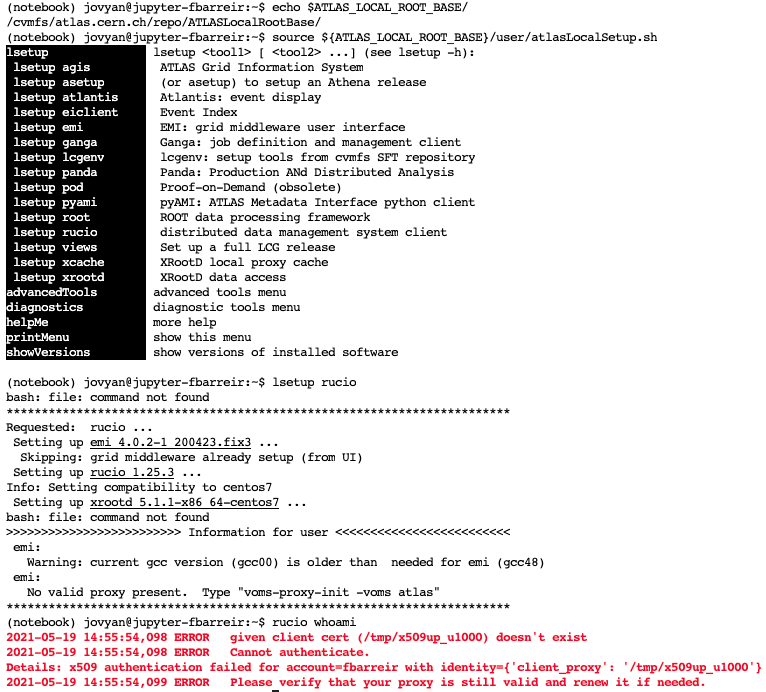 (notebook) jovyan@jupyter-fbarreir:~$ echo $ATLAS_LOCAL_ROOT_BASE/
/cvmfs/atlas.cern.ch/repo/ATLASLocalRootBase/
(notebook) jovyan@jupyter-fbarreir:~$ source ${ATLAS_LOCAL_ROOT_BASE}/user/atlasLocalSetup.sh
lsetup lsetup <tool1> [ <tool2> ...] (see lsetup -h):
lsetup agis ATLAS Grid Information System
lsetup asetup (or asetup) to setup an Athena release
lsetup atlantis Atlantis: event display
lsetup eiclient Event Index
lsetup emi EMI: grid middleware user interface
lsetup ganga Ganga: job definition and management client
lsetup lcgenv lcgenv: setup tools from cvmfs SFT repository
lsetup panda Panda: Production ANd Distributed Analysis
lsetup pod Proof-on-Demand (obsolete)
lsetup pyami pyAMI: ATLAS Metadata Interface python client
lsetup root ROOT data processing framework
lsetup rucio distributed data management system client
lsetup views Set up a full LCG release
lsetup xcache XRootD local proxy cache
lsetup xrootd XRootD data access
advancedTools advanced tools menu
diagnostics diagnostic tools menu
helpMe more help
printMenu show this menu
showVersions show versions of installed software
(notebook) jovyan@jupyter-fbarreir:~$ lsetup rucio
bash: file: command not found
************************************************************************
Requested: rucio ...
Setting up emi 4.0.2-1_200423.fix3 ...
Skipping: grid middleware already setup (from UI)
Setting up rucio 1.25.3 ...
Info: Setting compatibility to centos7
Setting up xrootd 5.1.1-x86_64-centos7 ...
bash: file: command not found
>>>>>>>>>>>>>>>>>>>>>>>>> Information for user <<<<<<<<<<<<<<<<<<<<<<<<<
emi:
Warning: current gcc version (gcc00) is older than needed for emi (gcc48)
emi:
No valid proxy present. Type "voms-proxy-init -voms atlas"
************************************************************************
(notebook) jovyan@jupyter-fbarreir:~$ rucio whoami
2021-05-19 14:55:54,098 ERROR given client cert (/tmp/x509up_u1000) doesn't exist
2021-05-19 14:55:54,098 ERROR Cannot authenticate.
Details: x509 authentication failed for account=fbarreir with identity={'client_proxy': '/tmp/x509up_u1000'}
2021-05-19 14:55:54,099 ERROR Please verify that your proxy is still valid and renew it if needed.